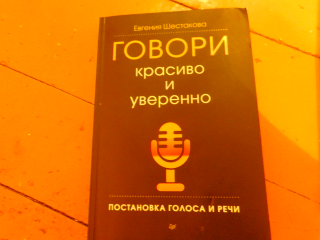 Евгения Шестакова
ГОВОРИ
красиво
и
уверенно
ПОСТАНОВКА ГОЛОСА И РЕЧИ